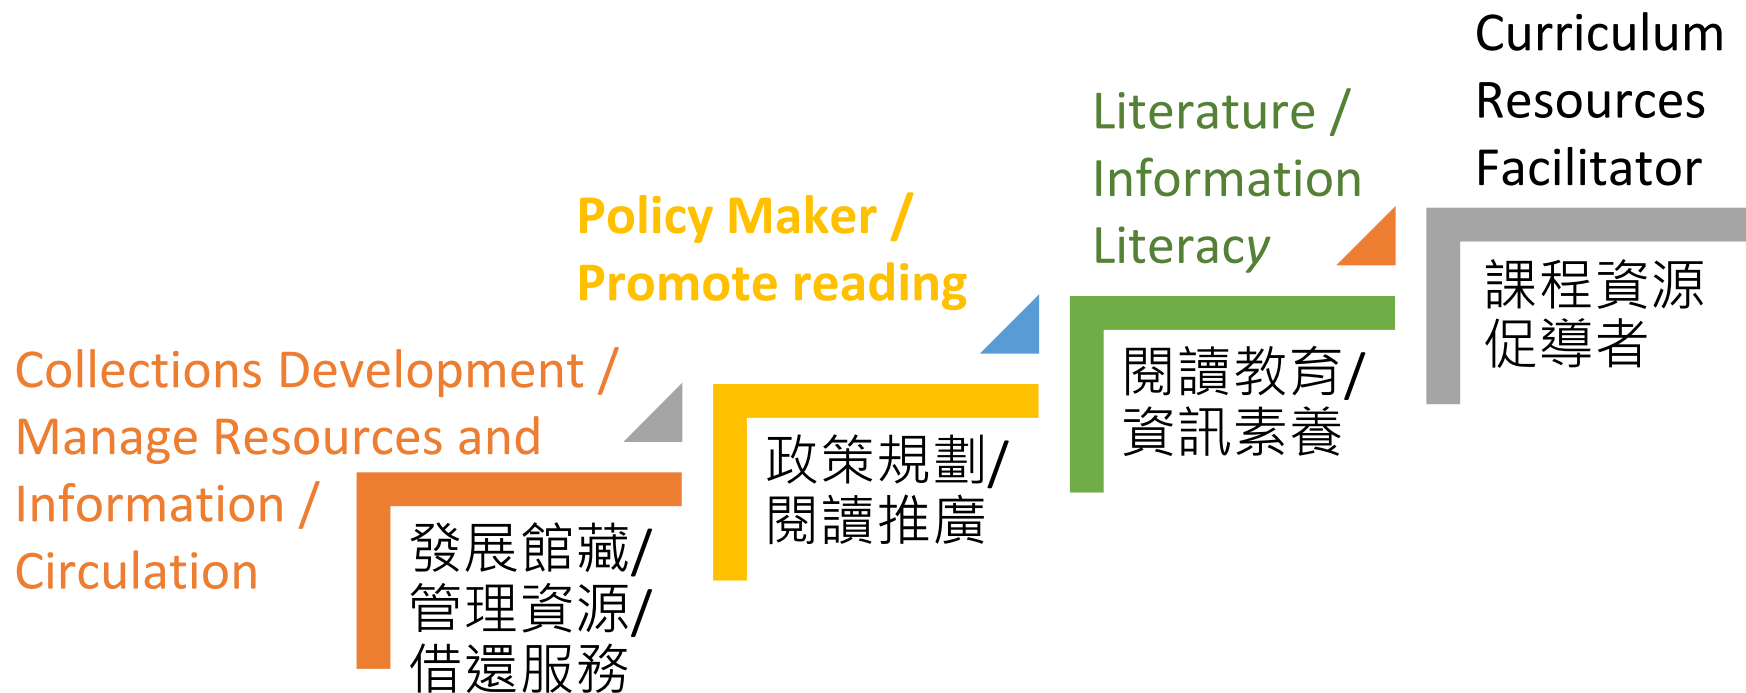 Collections Development /
Manage Resources and
Information /
Circulation
發展館藏/
管理資源/
借還服務
Policy Maker /
Promote reading
政策規劃/
閱讀推廣
Literature /
Information
Literacy
閱讀教育/
資訊素養
Curriculum
Resources
Facilitator
課程資源
促導者